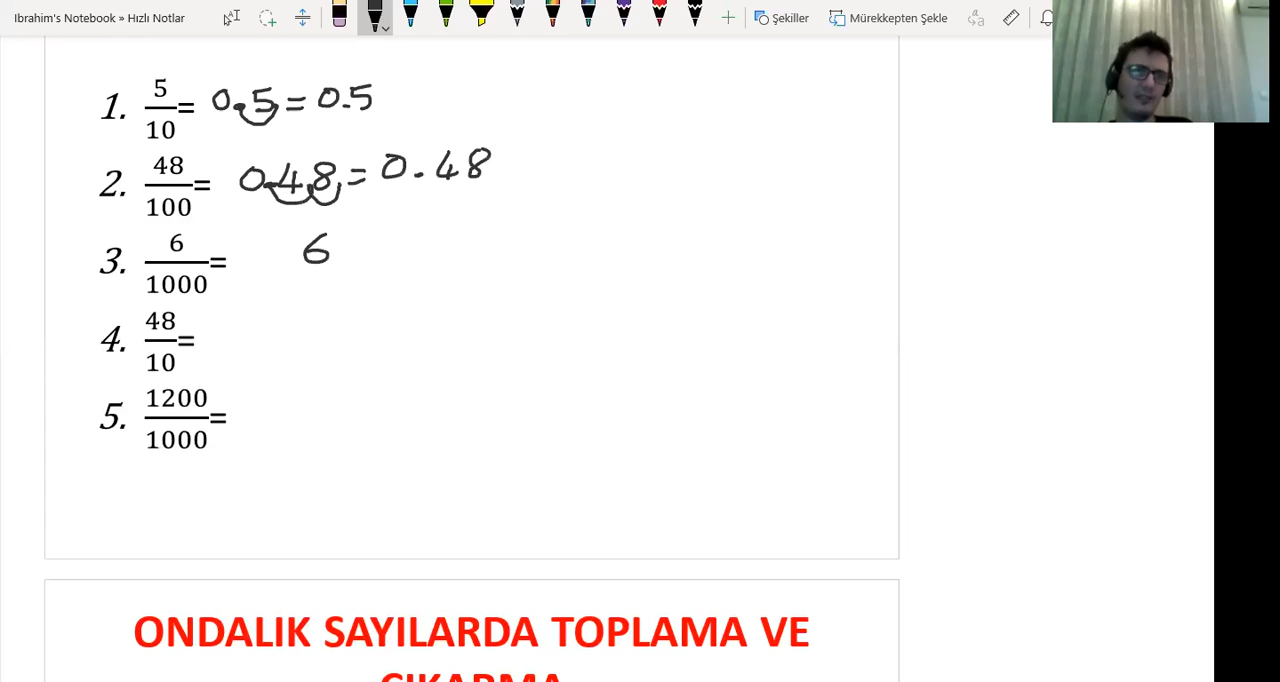 Ibrahim's Notebook » Hızlı Notlar
Şekiller
Mürekkepten Şekle
1. 5/10 = 0.5 = 0.5
2. 48/100 = 0.48 = 0.48
3. 6/1000 = 6
4. 48/10 =
5. 1200/1000 =
ONDALIK SAYILARDA TOPLAMA VE
ÇIKARMA